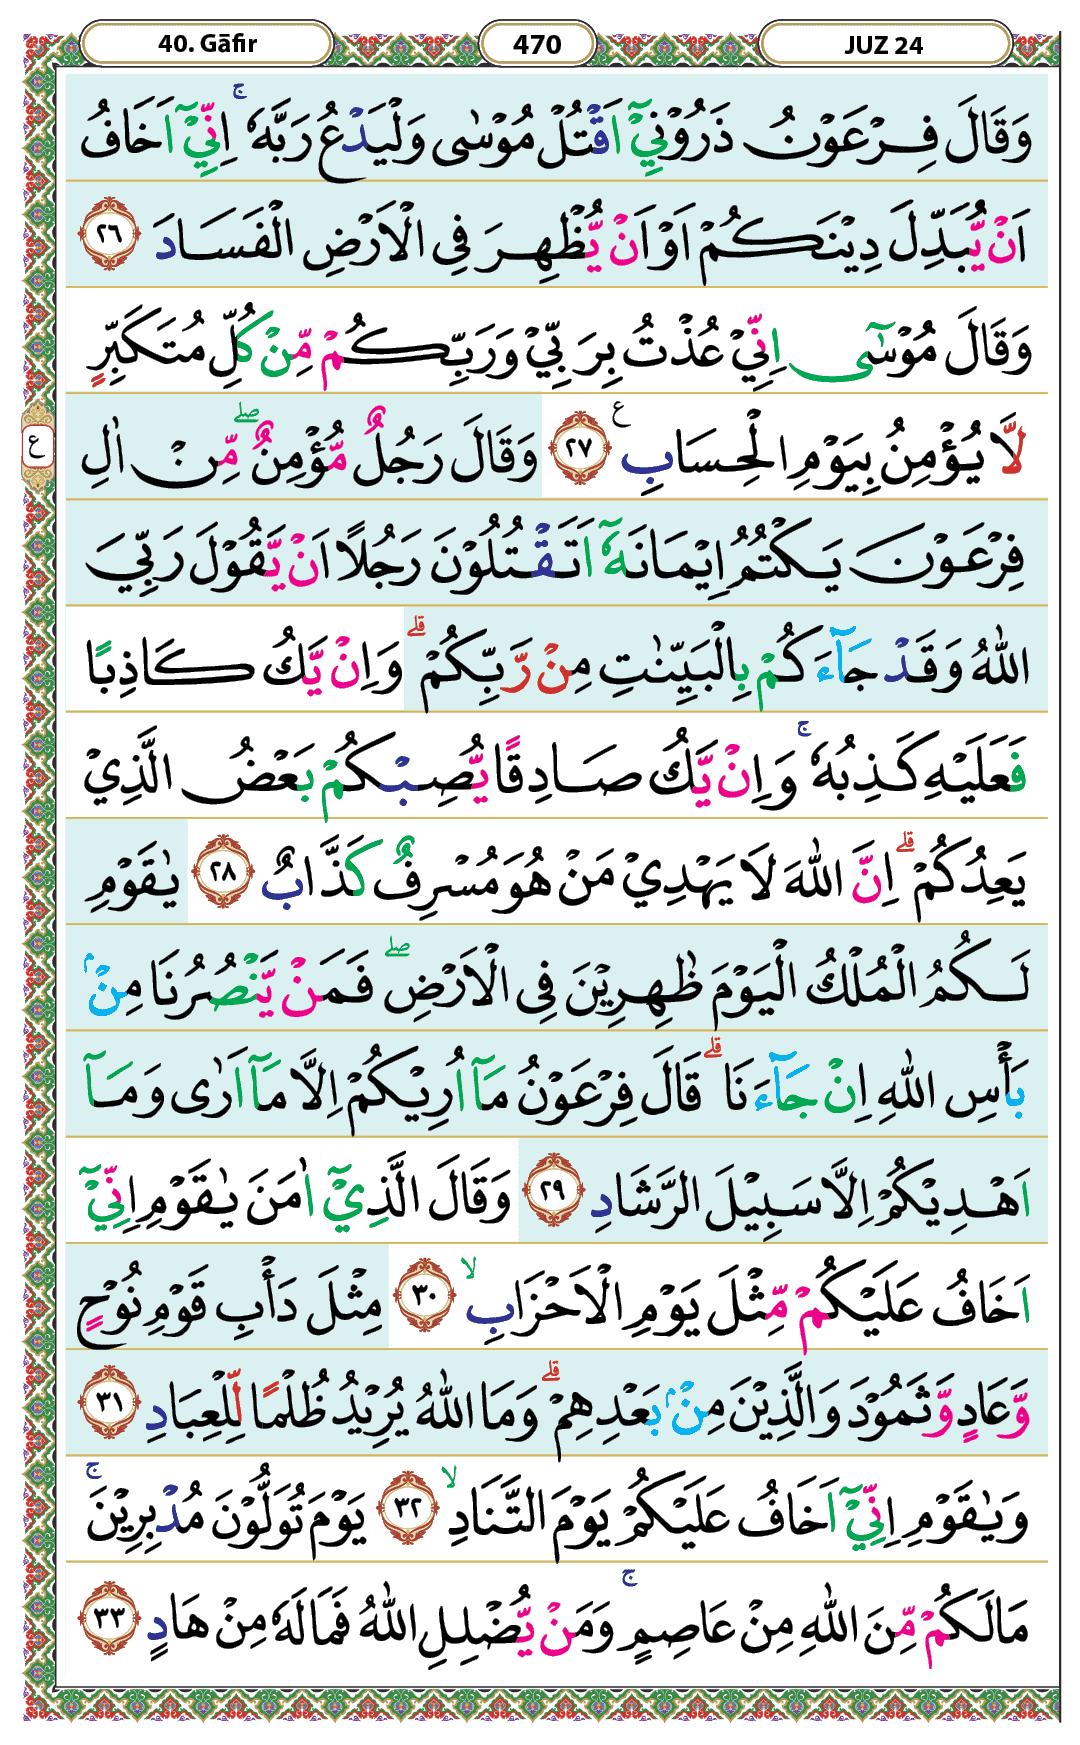 40. Gāfir 470 JUZ 24
وَقَالَ فِرْعَوْنُ ذَرُوْنِيْٓ اَقْتُلْ مُوْسٰى وَلْيَدْعُ رَبَّهٗ ۚ اِنِّيْٓ اَخَافُ
اَنْ يُّبَدِّلَ دِيْنَكُمْ اَوْ اَنْ يُّظْهِرَ فِى الْاَرْضِ الْفَسَادَ ٢٦
وَقَالَ مُوْسٰٓى اِنِّيْ عُذْتُ بِرَبِّيْ وَرَبِّكُمْ مِّنْ كُلِّ مُتَكَبِّرٍ
لَّا يُؤْمِنُ بِيَوْمِ الْحِسَابِ ࣖ ٢٧ وَقَالَ رَجُلٌ مُّؤْمِنٌ ۖ مِّنْ اٰلِ
ع
فِرْعَوْنَ يَكْتُمُ اِيْمَانَهٗٓ اَتَقْتُلُوْنَ رَجُلًا اَنْ يَّقُوْلَ رَبِّيَ
اللّٰهُ وَقَدْ جَاۤءَكُمْ بِالْبَيِّنٰتِ مِنْ رَّبِّكُمْ ۗ وَاِنْ يَّكُ كَاذِبًا
فَعَلَيْهِ كَذِبُهٗ ۚ وَاِنْ يَّكُ صَادِقًا يُّصِبْكُمْ بَعْضُ الَّذِيْ
يَعِدُكُمْ ۗ اِنَّ اللّٰهَ لَا يَهْدِيْ مَنْ هُوَ مُسْرِفٌ كَذَّابٌ ٢٨ يٰقَوْمِ
لَكُمُ الْمُلْكُ الْيَوْمَ ظٰهِرِيْنَ فِى الْاَرْضِ ۖ فَمَنْ يَّنْصُرُنَا مِنْۢ
بَأْسِ اللّٰهِ اِنْ جَاۤءَنَا ۗ قَالَ فِرْعَوْنُ مَآ اُرِيْكُمْ اِلَّا مَآ اَرٰى وَمَآ
اَهْدِيْكُمْ اِلَّا سَبِيْلَ الرَّشَادِ ٢٩ وَقَالَ الَّذِيْٓ اٰمَنَ يٰقَوْمِ اِنِّيْٓ
اَخَافُ عَلَيْكُمْ مِّثْلَ يَوْمِ الْاَحْزَابِ ۙ ٣٠ مِثْلَ دَأْبِ قَوْمِ نُوْحٍ
وَّعَادٍ وَّثَمُوْدَ وَالَّذِيْنَ مِنْۢ بَعْدِهِمْ ۗ وَمَا اللّٰهُ يُرِيْدُ ظُلْمًا لِّلْعِبَادِ ٣١
وَيٰقَوْمِ اِنِّيْٓ اَخَافُ عَلَيْكُمْ يَوْمَ التَّنَادِ ۙ ٣٢ يَوْمَ تُوَلُّوْنَ مُدْبِرِيْنَ ۚ
مَا لَكُمْ مِّنَ اللّٰهِ مِنْ عَاصِمٍ ۚ وَمَنْ يُّضْلِلِ اللّٰهُ فَمَا لَهٗ مِنْ هَادٍ ٣٣